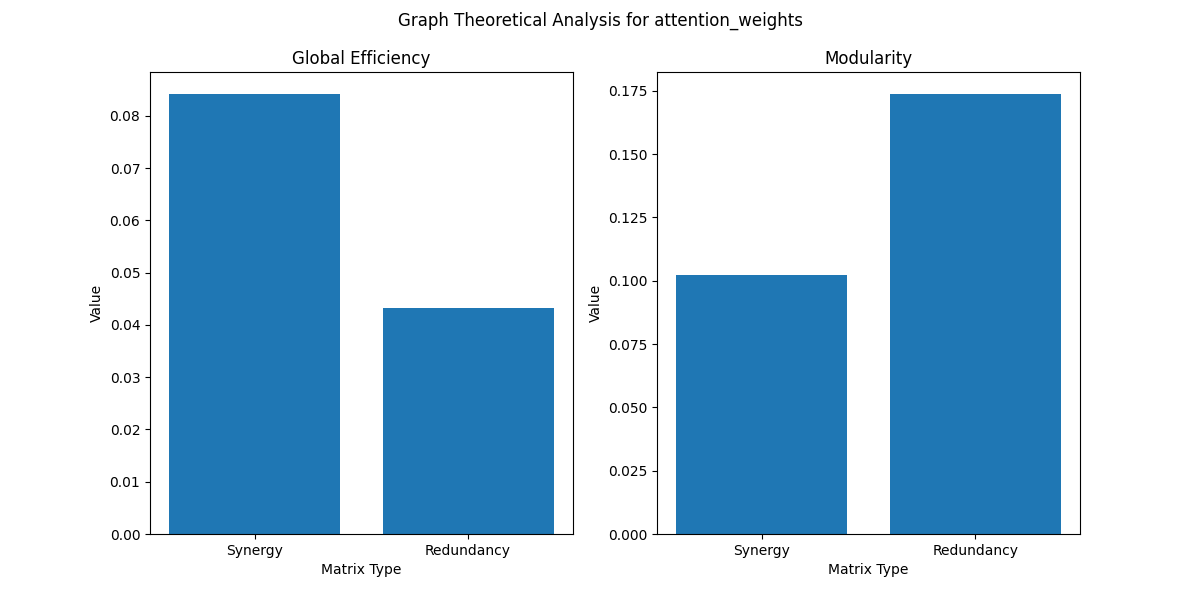 Graph Theoretical Analysis for attention_weights
Global Efficiency
Value
0.08
0.07
0.06
0.05
0.04
0.03
0.02
0.01
0.00
Synergy
Redundancy
Matrix Type
Modularity
Value
0.175
0.150
0.125
0.100
0.075
0.050
0.025
0.000
Synergy
Redundancy
Matrix Type